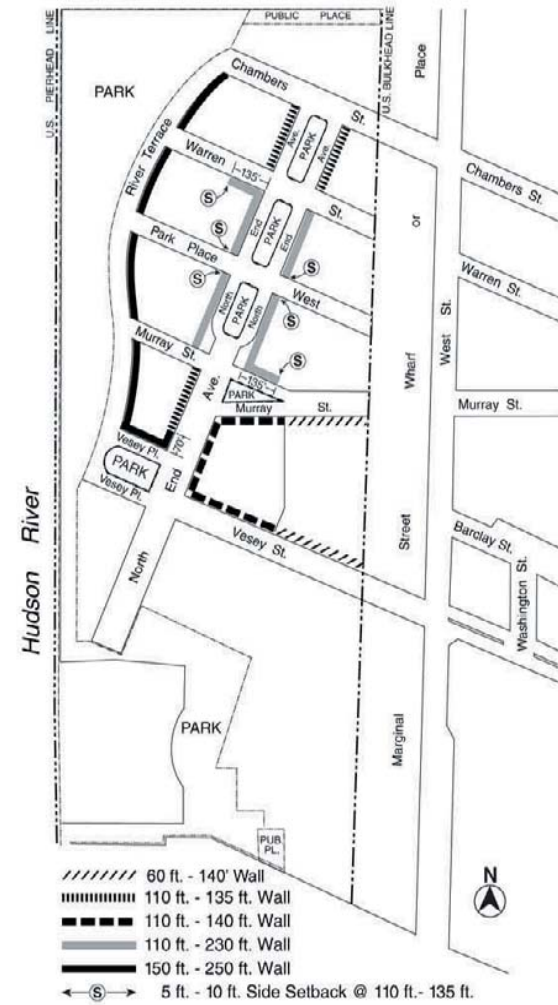 PUBLIC PLACE
U.S. PIERHEAD LINE
U.S. BULKHEAD LINE
Place
PARK
Chambers
St.
River Terrace
Ave.
PARK
Ave.
Warren
~135'
St.
Chambers St.
S
End
PARK
End
S
Park Place
S
S
West
Warren St.
or
North
PARK
North
S
S
Murray St.
Wharf
West St.
Ave.
~135'
PARK
Murray St.
Murray St.
Vesey Pl.
70'
PARK
Vesey Pl.
End
Vesey St.
Street
Barclay St.
Washington St.
Hudson River
North
Marginal
PARK
PUB.
PL.
N
60 ft. - 140' Wall
110 ft. - 135 ft. Wall
110 ft. - 140 ft. Wall
110 ft. - 230 ft. Wall
150 ft. - 250 ft. Wall
S 5 ft. - 10 ft. Side Setback @ 110 ft.- 135 ft.